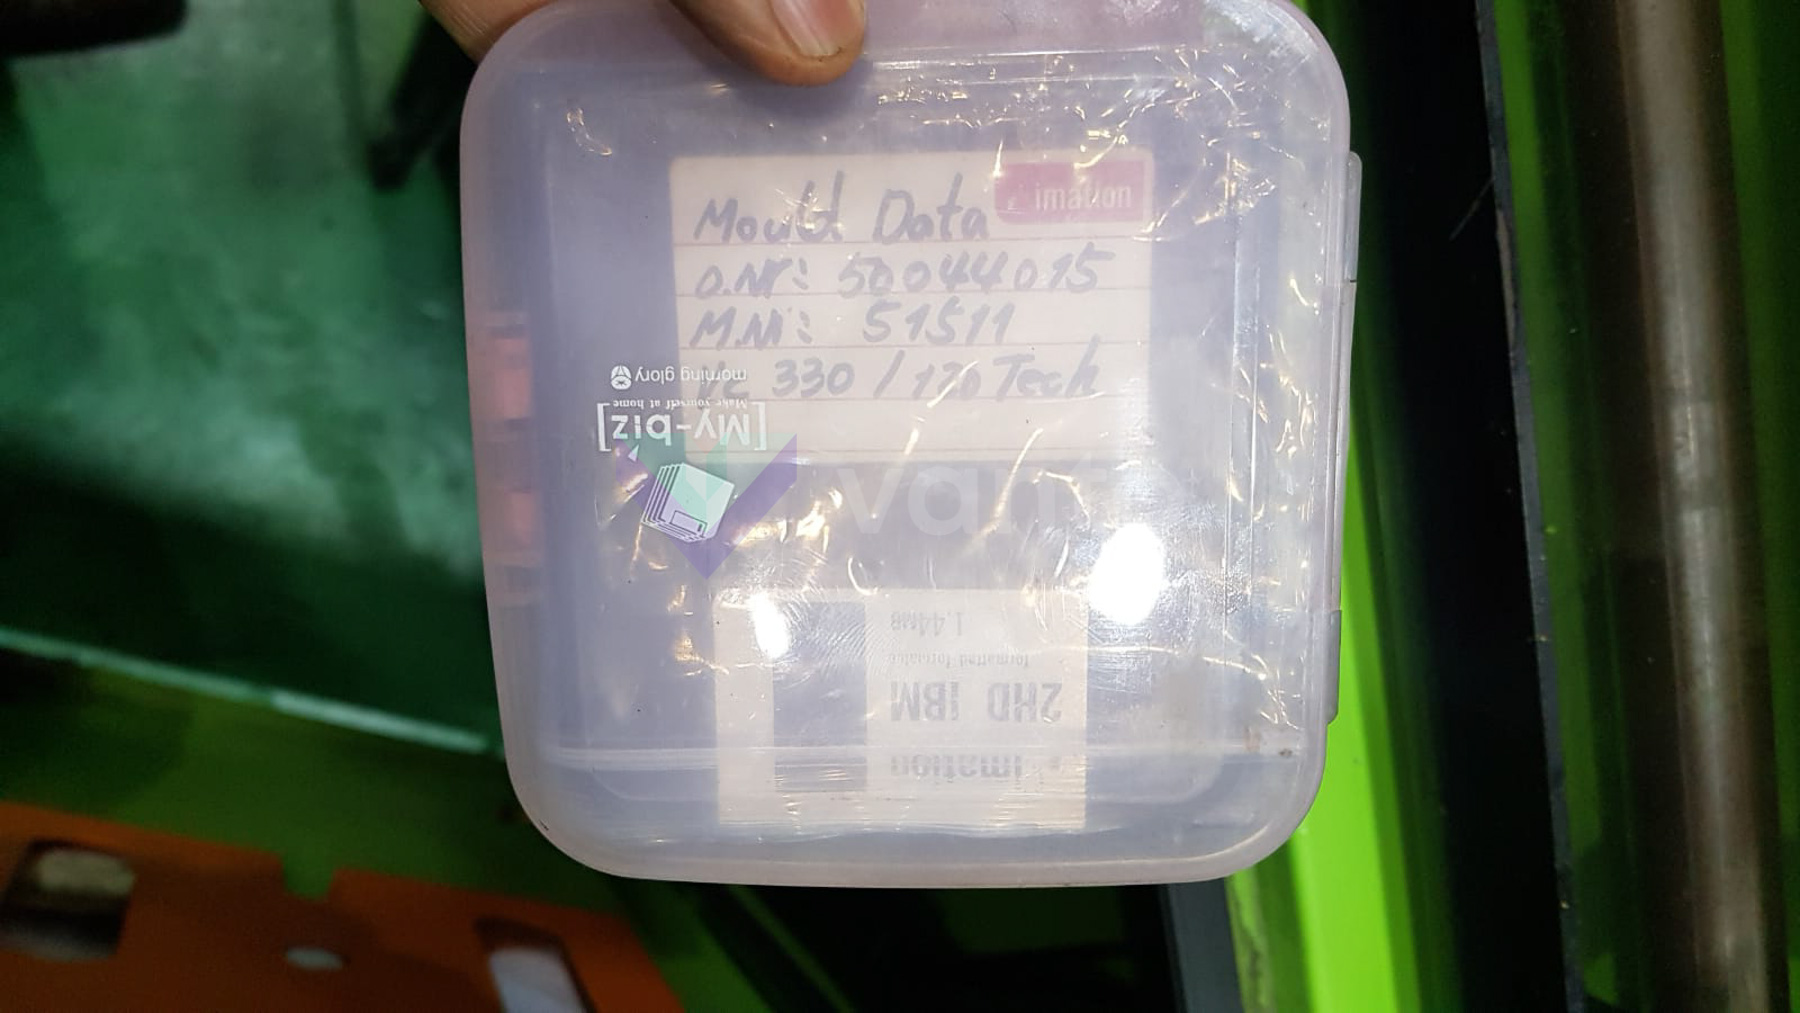 imation
Mould Data
O.Nr: 50044015
M.Nr: 51511
330 / 120 Tech
morning glory
Make yourself at home
[My-biz]
1.44MB
formatted formatée
2HD IBM
imation